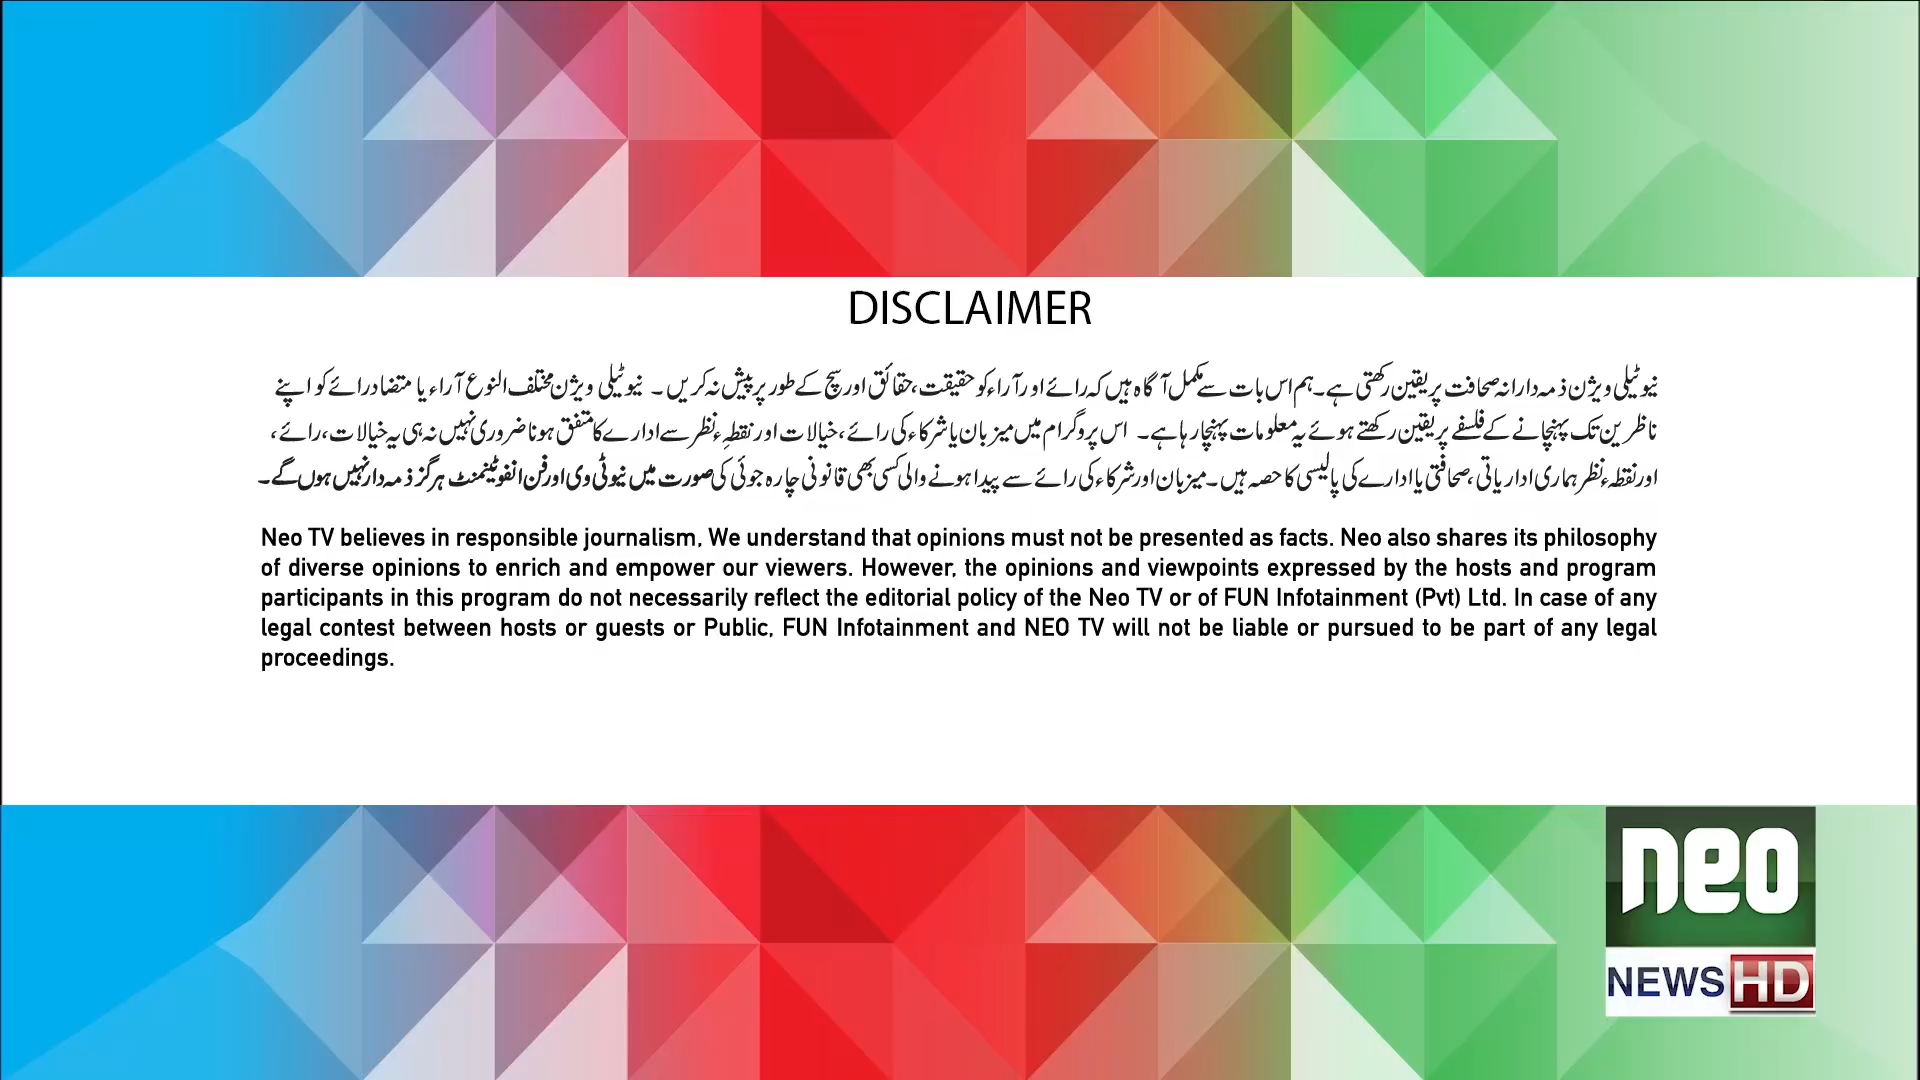 DISCLAIMER
نیو ٹیلی ویژن ذمہ دارانہ صحافت پر یقین رکھتی ہے۔ ہم اس بات سے مکمل آگاہ ہیں کہ رائے اور آراء کو حقیقت، حقائق اور سچ کے طور پر پیش نہ کریں ۔ نیو ٹیلی ویژن مختلف النوع آراء یا متضاد رائے کو اپنے
ناظرین تک پہنچانے کے فلسفے پر یقین رکھتے ہوئے یہ معلومات پہنچا رہا ہے۔ اس پروگرام میں میزبان یا شرکاء کی رائے، خیالات اور نقطہِ نظر سے ادارے کا متفق ہونا ضروری نہیں نہ ہی یہ خیالات، رائے،
اور نقطہء نظر ہماری ادارتی، صحافتی یا ادارے کی پالیسی کا حصہ ہیں۔ میزبان اور شرکاء کی رائے سے پیدا ہونے والی کسی بھی قانونی چارہ جوئی کی صورت میں نیو ٹی وی اور فن انفوٹینمنٹ ہرگز ذمہ دار نہیں ہوں گے۔
Neo TV believes in responsible journalism, We understand that opinions must not be presented as facts. Neo also shares its philosophy
of diverse opinions to enrich and empower our viewers. However, the opinions and viewpoints expressed by the hosts and program
participants in this program do not necessarily reflect the editorial policy of the Neo TV or of FUN Infotainment (Pvt) Ltd. In case of any
legal contest between hosts or guests or Public, FUN Infotainment and NEO TV will not be liable or pursued to be part of any legal
proceedings.
neo
NEWS HD